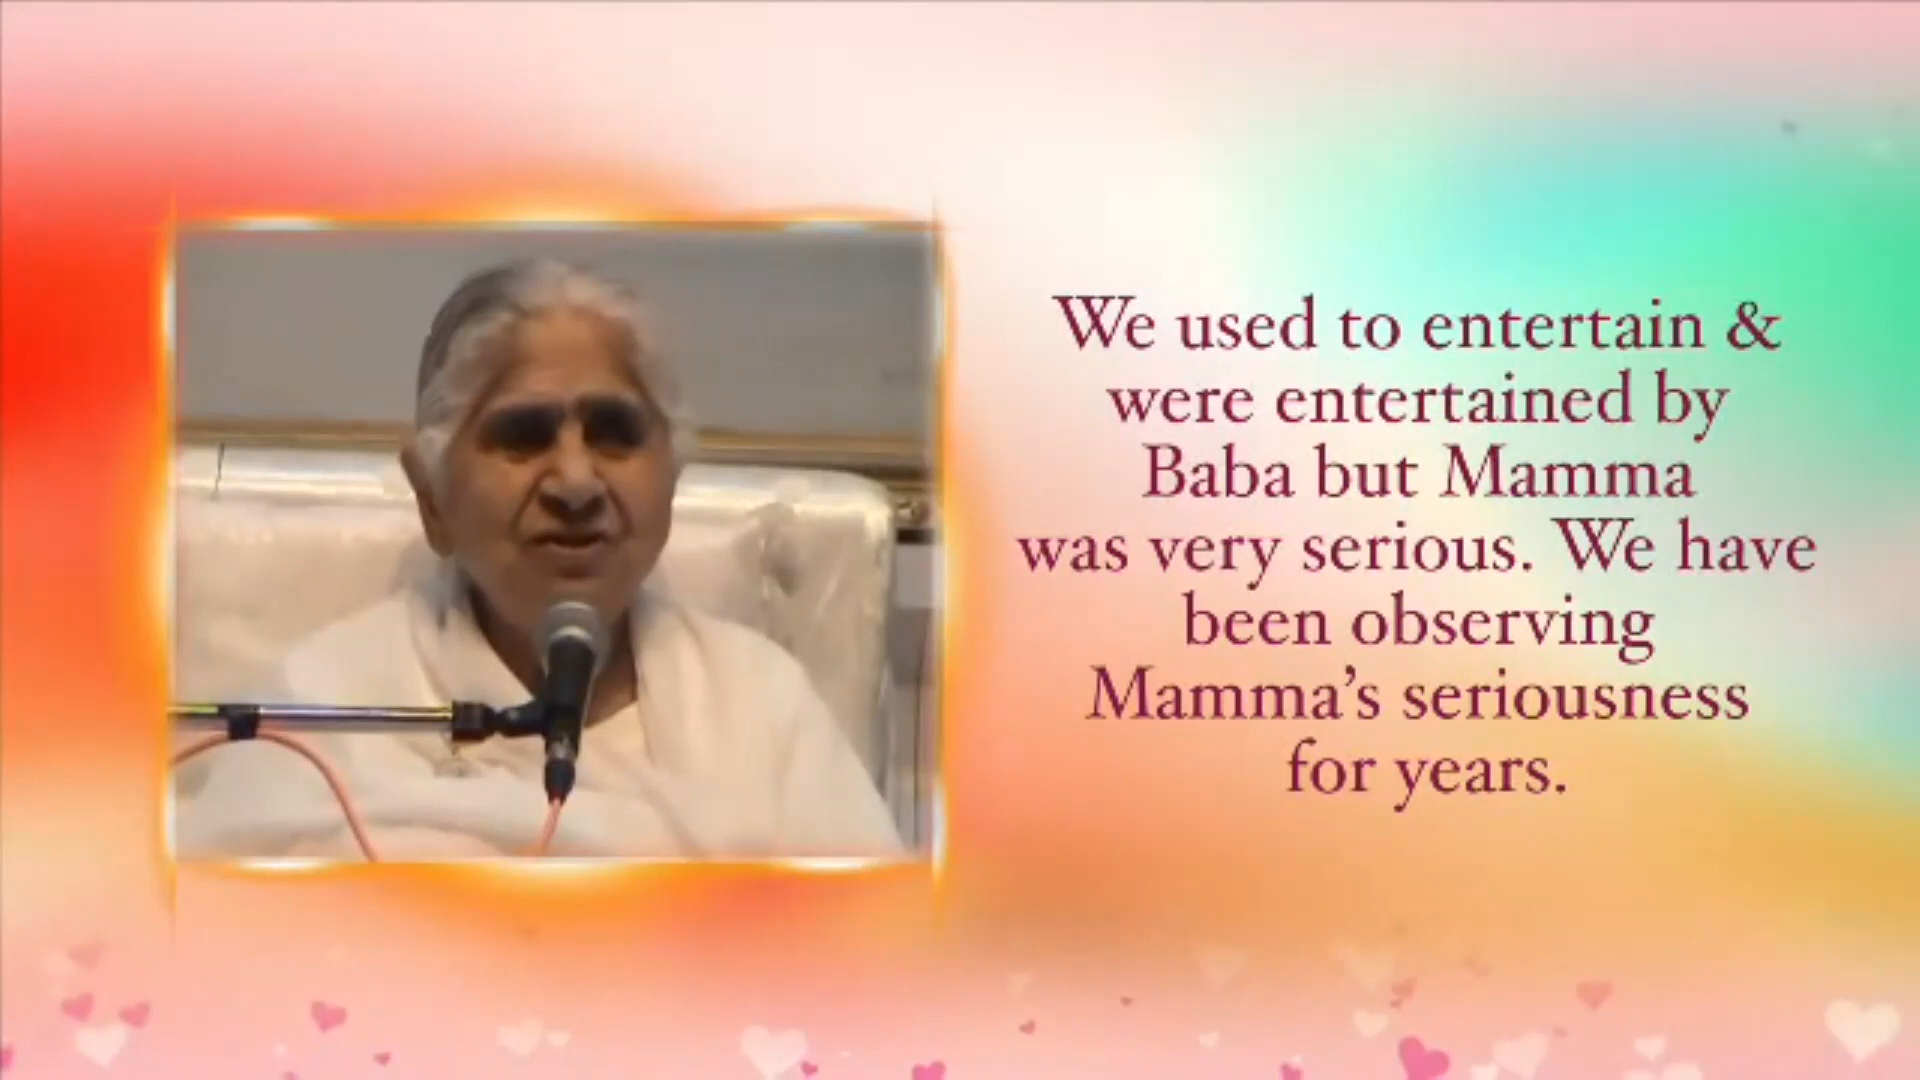 We used to entertain &
were entertained by
Baba but Mamma
was very serious. We have
been observing
Mamma’s seriousness
for years.